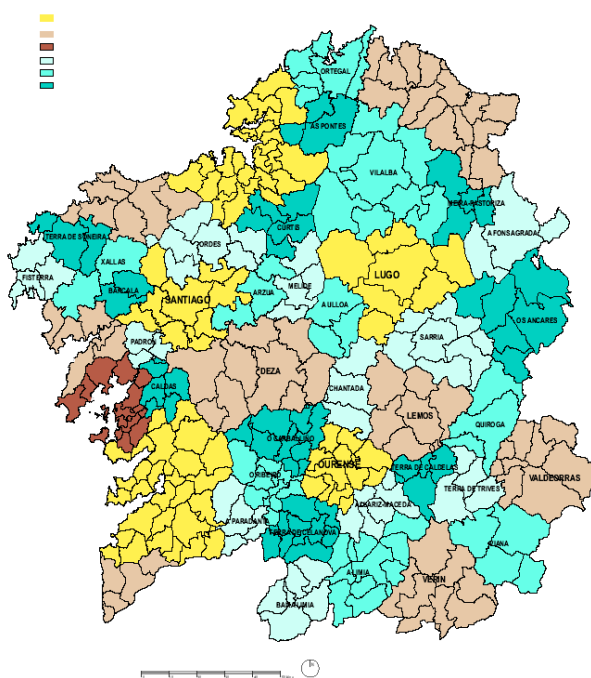 ORTEGAL
AS PONTES
VILALBA
MEIRA-PASTORIZA
A FONSAGRADA
CURTIS
TERRA DE SONEIRA
ORDES
XALLAS
FISTERRA
LUGO
MELIDE
BARCALA
ARZUA
SANTIAGO
A ULLOA
OS ANCARES
SARRIA
PADRON
DEZA
CALDAS
CHANTADA
LEMOS
QUIROGA
O CARBALLIÑO
OURENSE
TERRA DE CALDELAS
O RIBEIRO
VALDEORRAS
TERRA DE TRIVES
ALLARIZ-MACEDA
A PARADANTA
TERRA DE CELANOVA
VIANA
A LIMIA
VERIN
BAIXA LIMIA